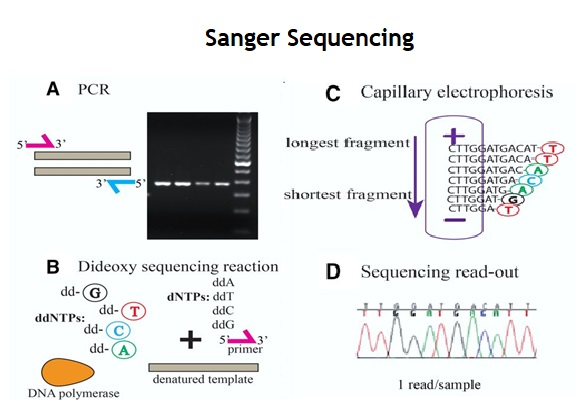 Sanger Sequencing
A PCR
5' 3'
3' 5'
B Dideoxy sequencing reaction
dd- G
ddNTPs: dd- T
dd- C
dd- A
DNA polymerase
ddA
dNTPs: ddT
ddC
ddG
+
5' 3'
primer
denatured template
C Capillary electrophoresis
+
longest fragment
shortest fragment
CTTGGATGACAT-T
CTTGGATGACA-T
CTTGGATGAC-A
CTTGGATGA-C
CTTGGATG-A
CTTGGAT-G
CTTGGA-T
−
D Sequencing read-out
T T G G A T G A C A T T
1 read/sample